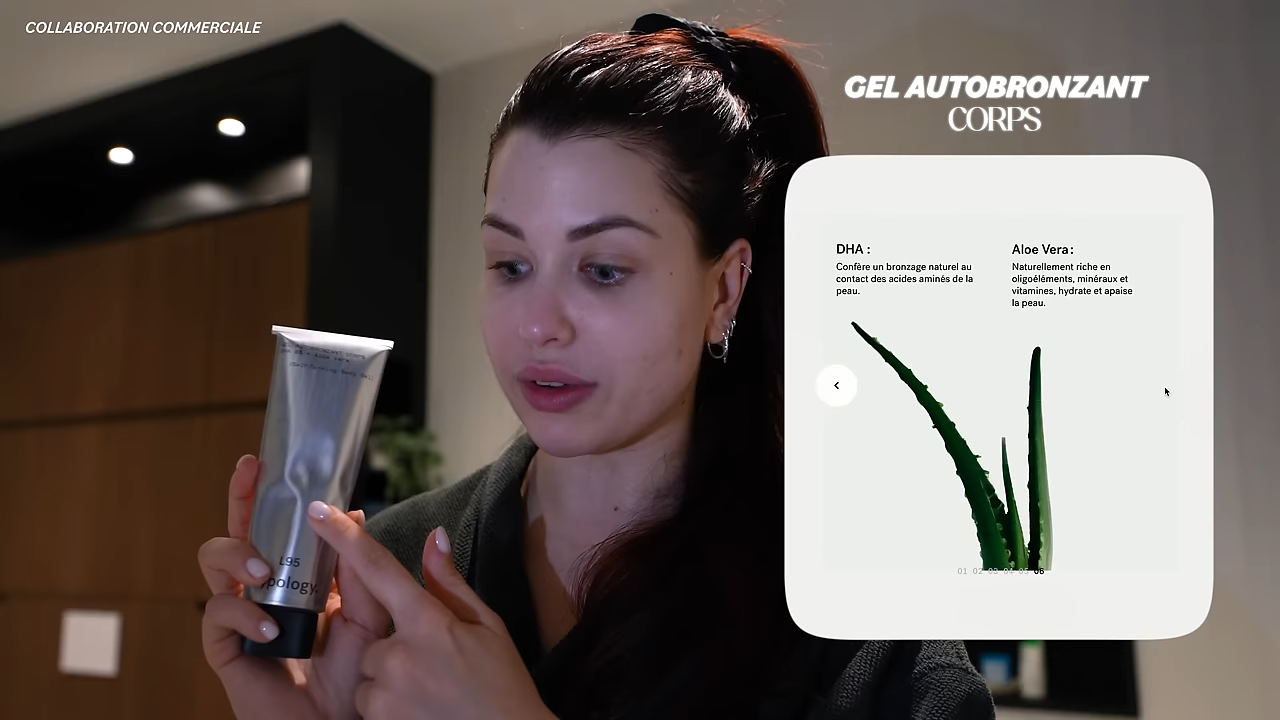 COLLABORATION COMMERCIALE
GEL AUTOBRONZANT
CORPS
DHA :
Confère un bronzage naturel au
contact des acides aminés de la
peau.
Aloe Vera :
Naturellement riche en
oligoéléments, minéraux et
vitamines, hydrate et apaise
la peau.
01 02 03 04 05 06
L95
typology.